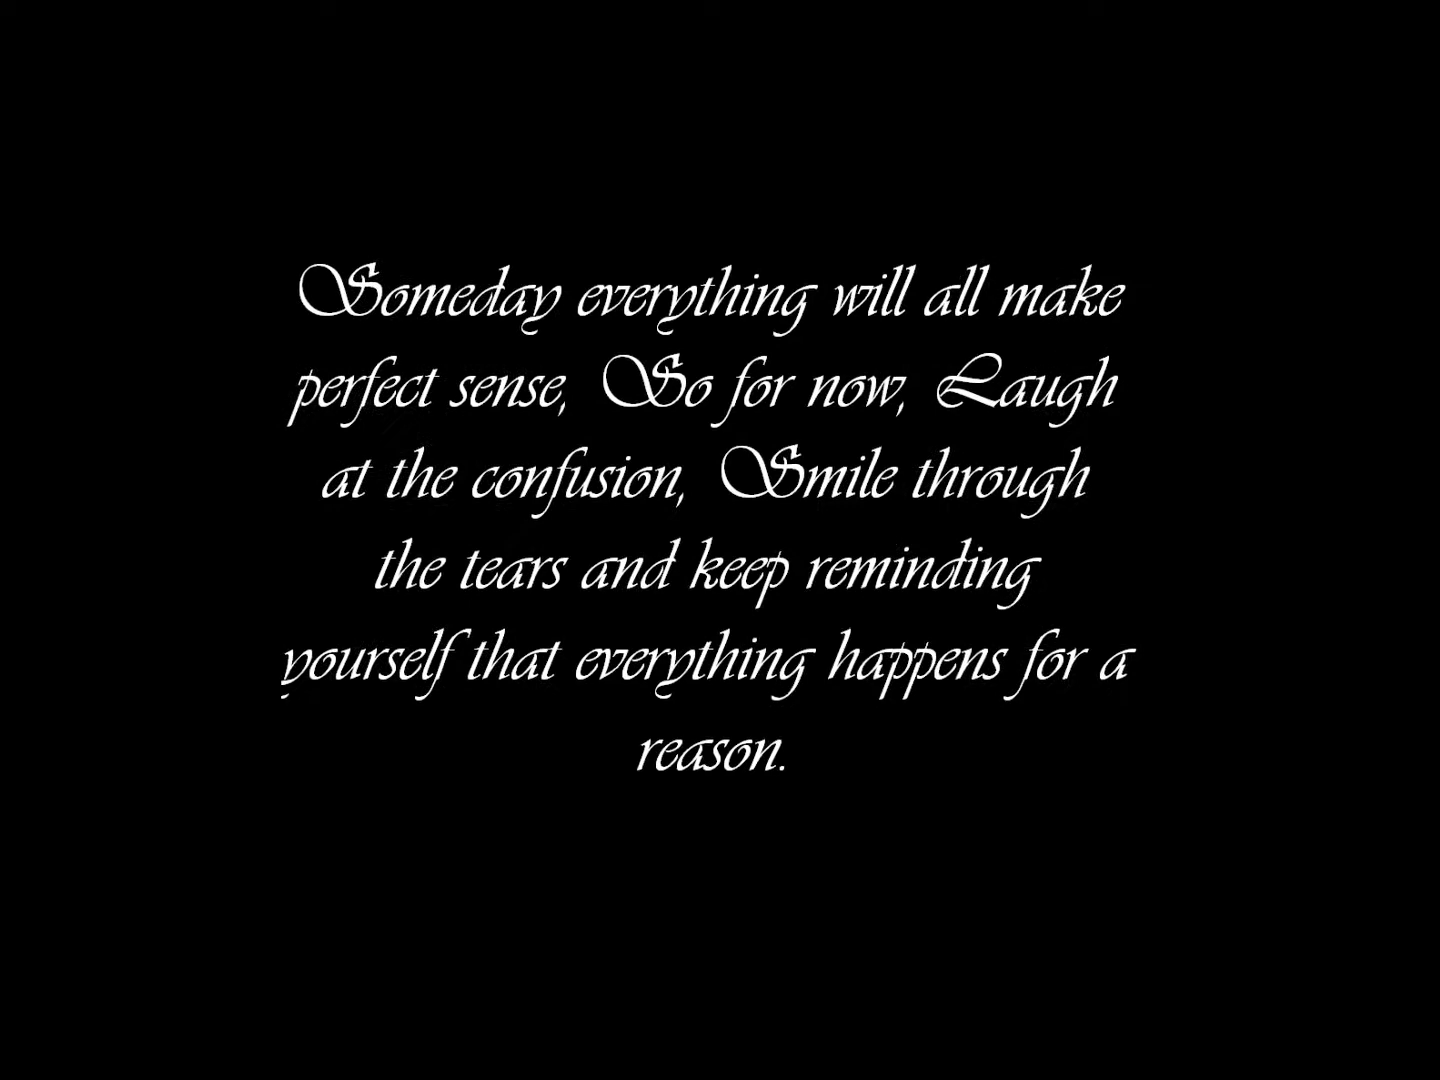 Someday everything will all make
perfect sense, So for now, Laugh
at the confusion, Smile through
the tears and keep reminding
yourself that everything happens for a
reason.